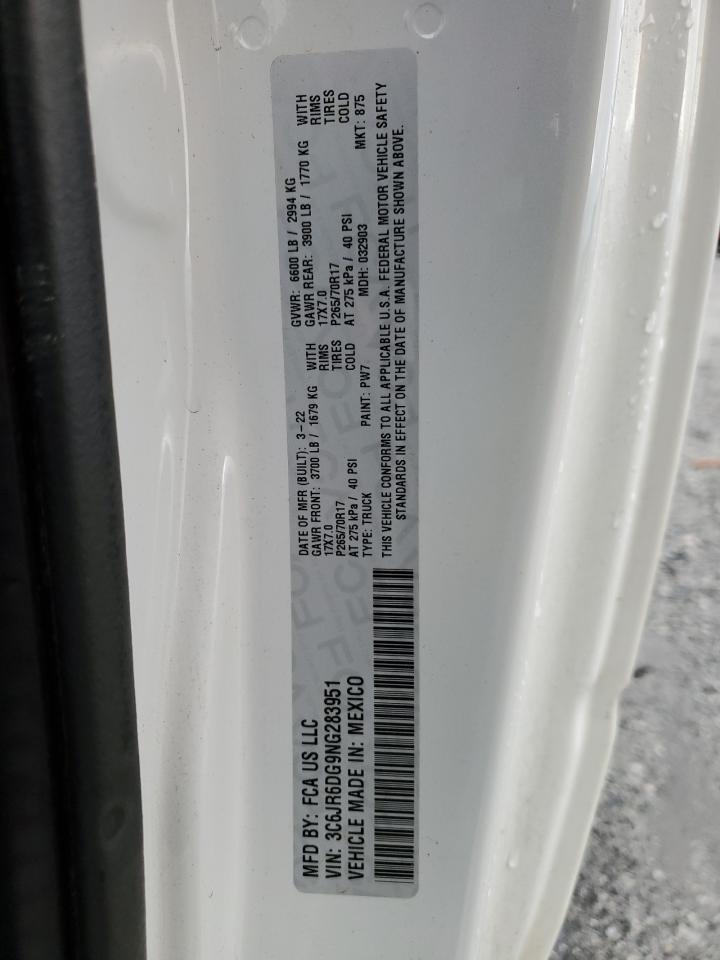 MFD BY: FCA US LLC
VIN: 3C6JR6DG9NG283951
VEHICLE MADE IN: MEXICO
DATE OF MFR (BUILT): 3-22
GVWR: 6600 LB / 2994 KG
GAWR FRONT: 3700 LB / 1679 KG WITH
17X7.0 RIMS
P265/70R17 TIRES
AT 275 kPa / 40 PSI COLD
GAWR REAR: 3900 LB / 1770 KG WITH
17X7.0 RIMS
P265/70R17 TIRES
AT 275 kPa / 40 PSI COLD
TYPE: TRUCK PAINT: PW7 MDH: 032903 MKT: 875
THIS VEHICLE CONFORMS TO ALL APPLICABLE U.S.A. FEDERAL MOTOR VEHICLE SAFETY
STANDARDS IN EFFECT ON THE DATE OF MANUFACTURE SHOWN ABOVE.